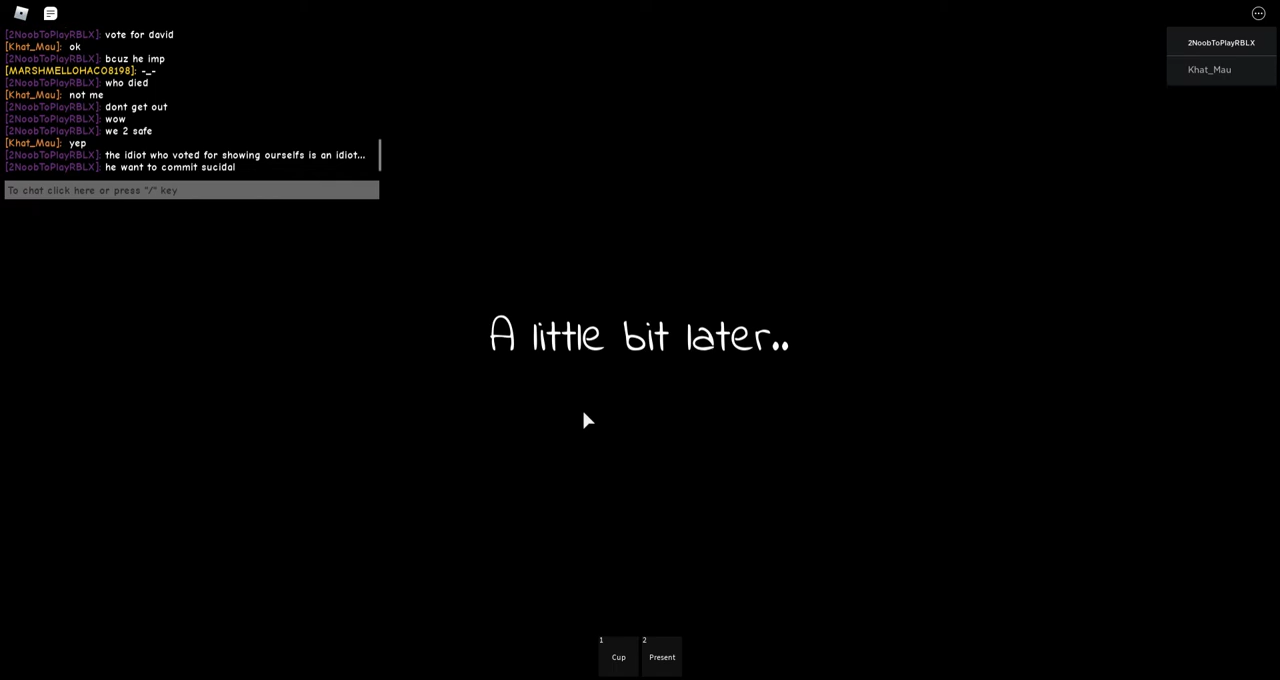 [2NoobToPlayRBLX]: vote for david
[Khat_Mau]: ok
[2NoobToPlayRBLX]: bcuz he imp
[MARSHMELLOHACO8198]: -_-
[2NoobToPlayRBLX]: who died
[Khat_Mau]: not me
[2NoobToPlayRBLX]: dont get out
[2NoobToPlayRBLX]: wow
[2NoobToPlayRBLX]: we 2 safe
[Khat_Mau]: yep
[2NoobToPlayRBLX]: the idiot who voted for showing ourselfs is an idiot...
[2NoobToPlayRBLX]: he want to commit sucidal
To chat click here or press "/" key
2NoobToPlayRBLX
Khat_Mau
A little bit later..
1
Cup
2
Present